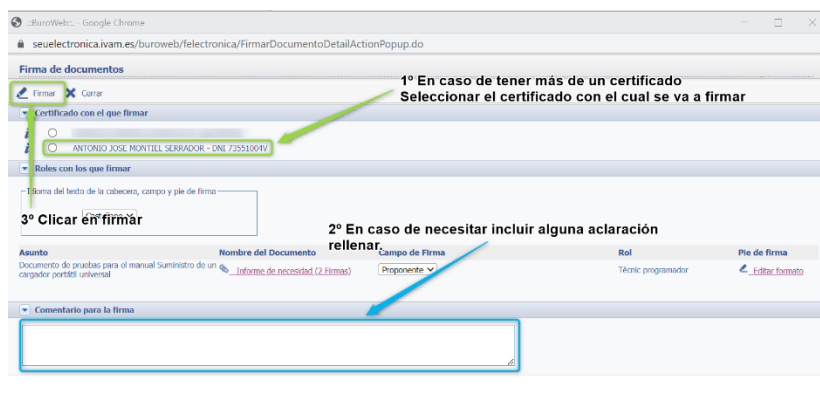 .:BuroWeb:. - Google Chrome
seuelectronica.ivam.es/buroweb/felectronica/FirmarDocumentoDetailActionPopup.do
Firma de documentos
1º En caso de tener más de un certificado
Firmar Cerrar
Seleccionar el certificado con el cual se va a firmar
Certificado con el que firmar
ANTONIO JOSE MONTIEL SERRADOR - DNI 73551004V
Roles con los que firmar
Idioma del texto de la cabecera, campo y pie de firma
3º Clicar en firmar
2º En caso de necesitar incluir alguna aclaración
rellenar.
Asunto Nombre del Documento Campo de Firma Rol Pie de firma
Documento de pruebas para el manual Suministro de un Informe de necesidad (2 Firmas) Proponente Tècnic programador Editar formato
cargador portátil universal
Comentario para la firma